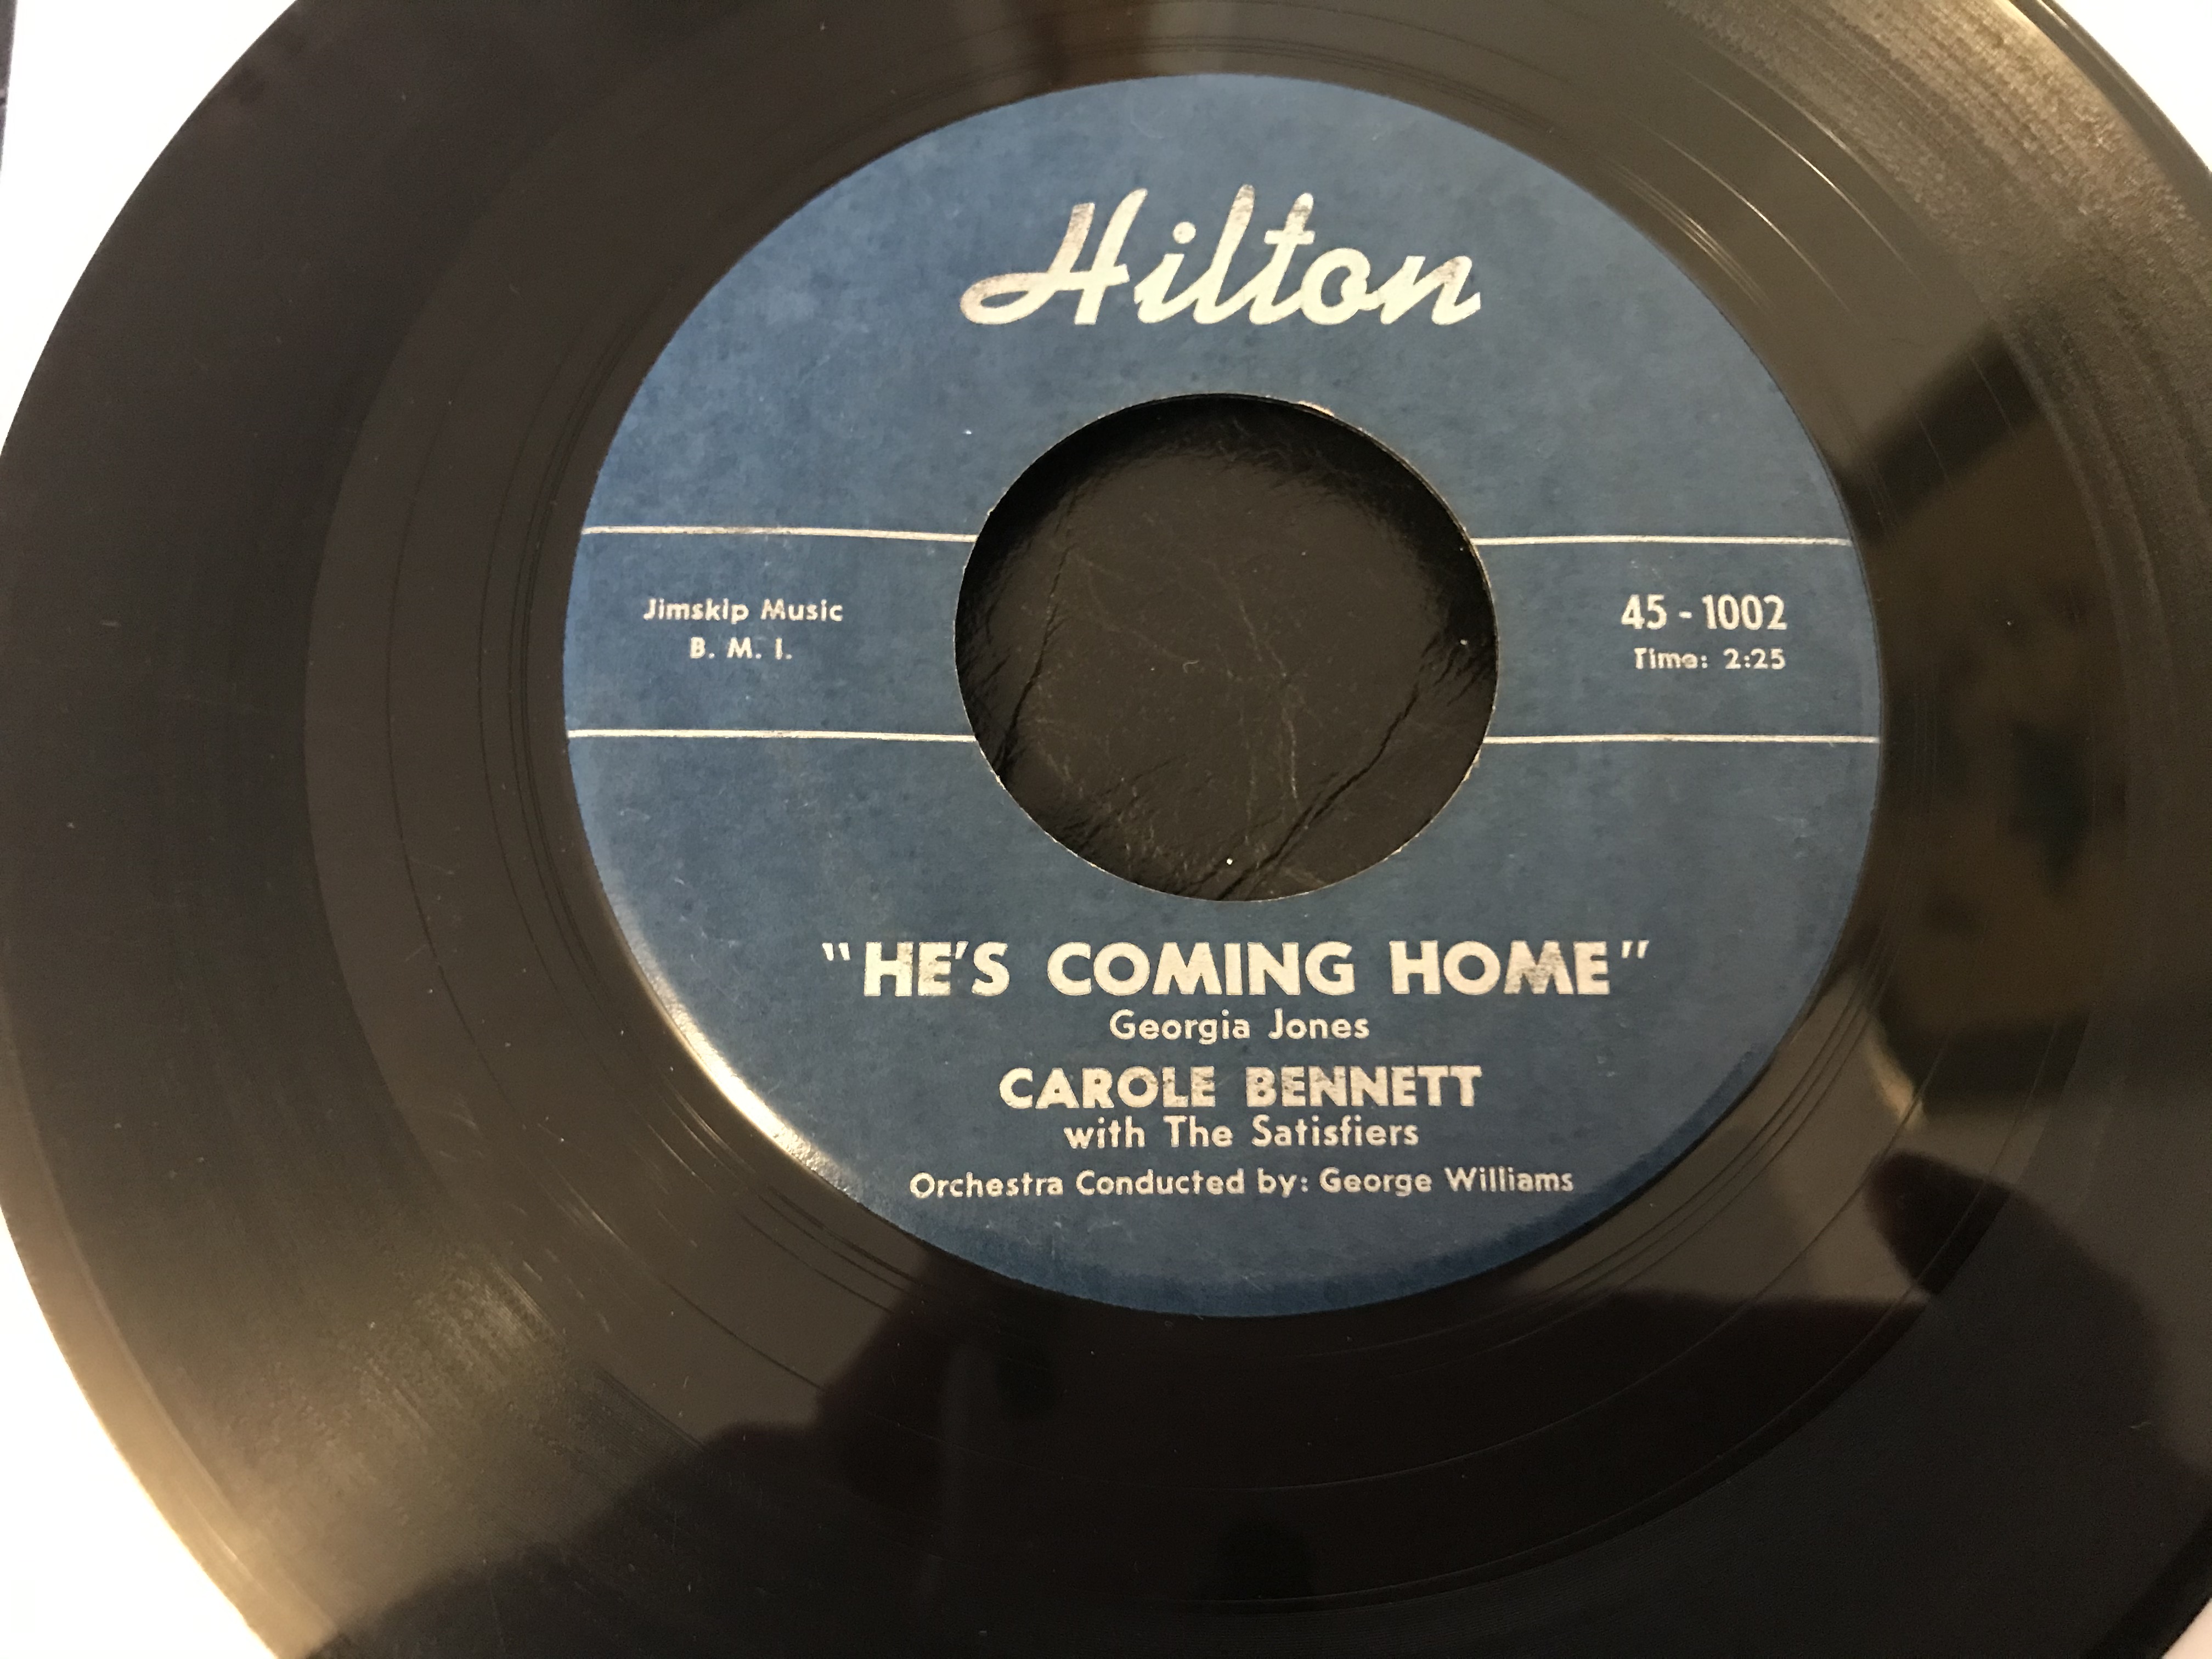 Hilton
Jimskip Music
B. M. I.
45 - 1002
Time: 2:25
"HE'S COMING HOME"
Georgia Jones
CAROLE BENNETT
with The Satisfiers
Orchestra Conducted by: George Williams